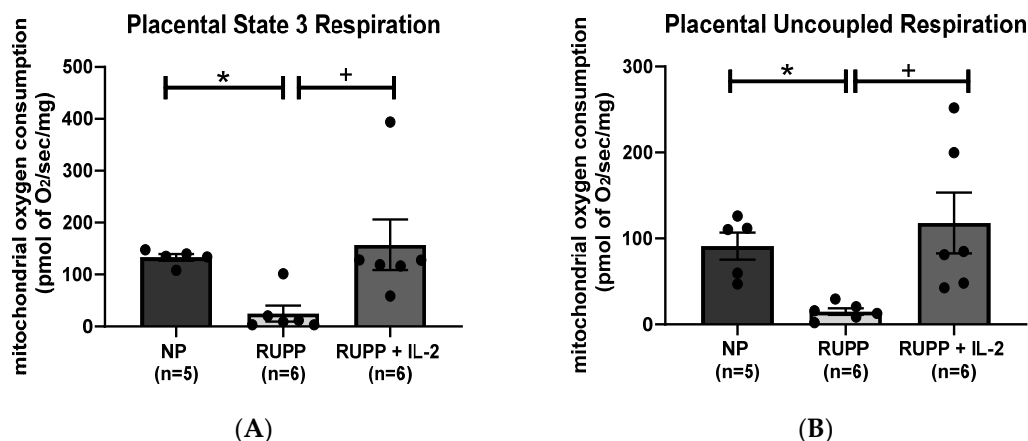 Placental State 3 Respiration
mitochondrial oxygen consumption
(pmol of O2/sec/mg)
500
400
300
200
100
0
*
+
NP
(n=5)
RUPP
(n=6)
RUPP + IL-2
(n=6)
(A)
Placental Uncoupled Respiration
mitochondrial oxygen consumption
(pmol of O2/sec/mg)
300
200
100
0
*
+
NP
(n=5)
RUPP
(n=6)
RUPP + IL-2
(n=6)
(B)